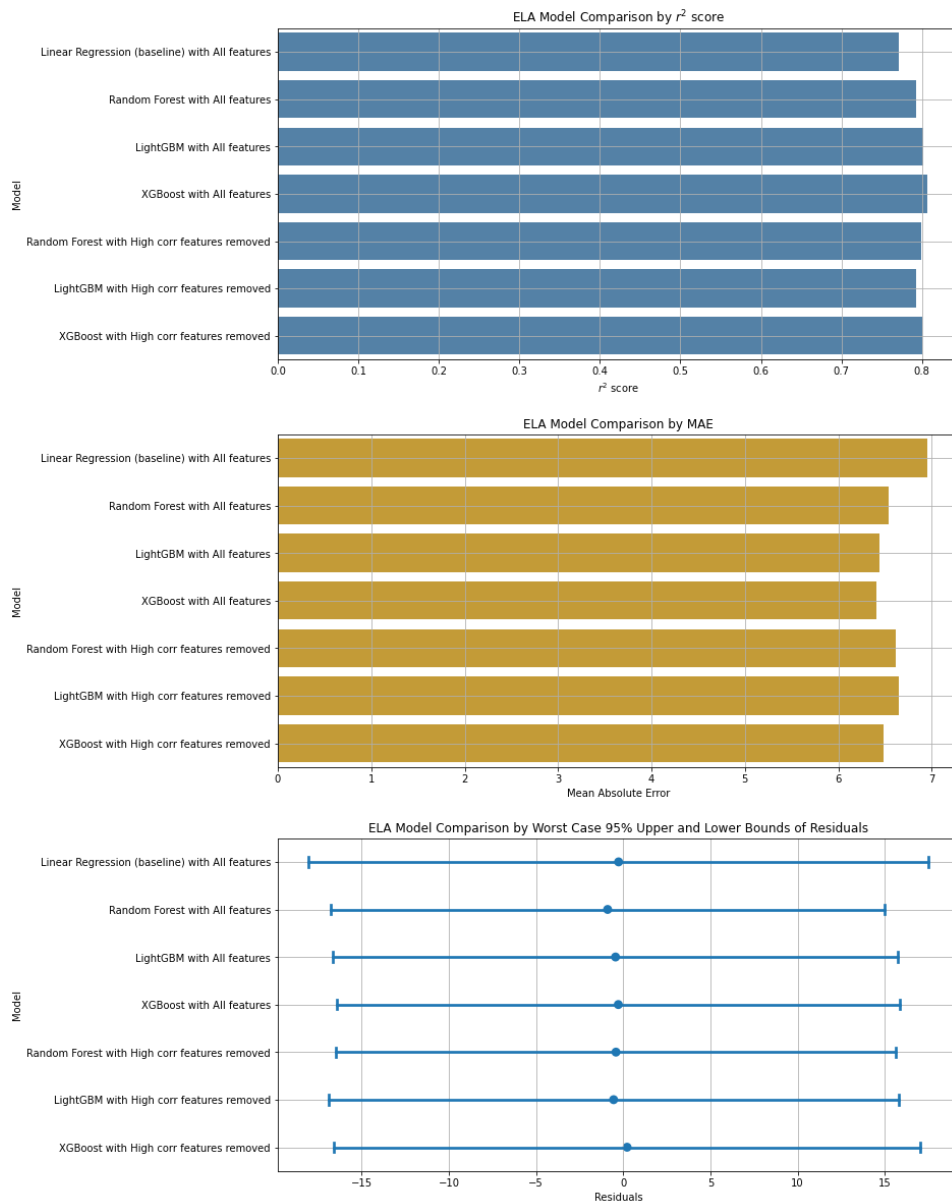 ELA Model Comparison by r² score
Linear Regression (baseline) with All features
Random Forest with All features
LightGBM with All features
XGBoost with All features
Random Forest with High corr features removed
LightGBM with High corr features removed
XGBoost with High corr features removed
Model
0.0 0.1 0.2 0.3 0.4 0.5 0.6 0.7 0.8
r² score
ELA Model Comparison by MAE
Linear Regression (baseline) with All features
Random Forest with All features
LightGBM with All features
XGBoost with All features
Random Forest with High corr features removed
LightGBM with High corr features removed
XGBoost with High corr features removed
Model
0 1 2 3 4 5 6 7
Mean Absolute Error
ELA Model Comparison by Worst Case 95% Upper and Lower Bounds of Residuals
Linear Regression (baseline) with All features
Random Forest with All features
LightGBM with All features
XGBoost with All features
Random Forest with High corr features removed
LightGBM with High corr features removed
XGBoost with High corr features removed
Model
−15 −10 −5 0 5 10 15
Residuals